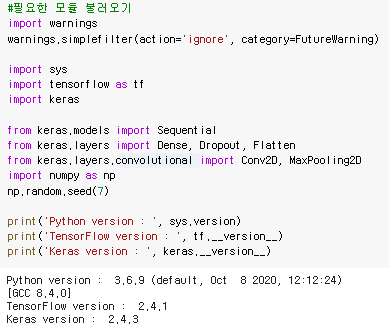 #필요한 모듈 불러오기
import warnings
warnings.simplefilter(action='ignore', category=FutureWarning)
import sys
import tensorflow as tf
import keras
from keras.models import Sequential
from keras.layers import Dense, Dropout, Flatten
from keras.layers.convolutional import Conv2D, MaxPooling2D
import numpy as np
np.random.seed(7)
print('Python version : ', sys.version)
print('TensorFlow version : ', tf.__version__)
print('Keras version : ', keras.__version__)
Python version :  3.6.9 (default, Oct  8 2020, 12:12:24)
[GCC 8.4.0]
TensorFlow version :  2.4.1
Keras version :  2.4.3